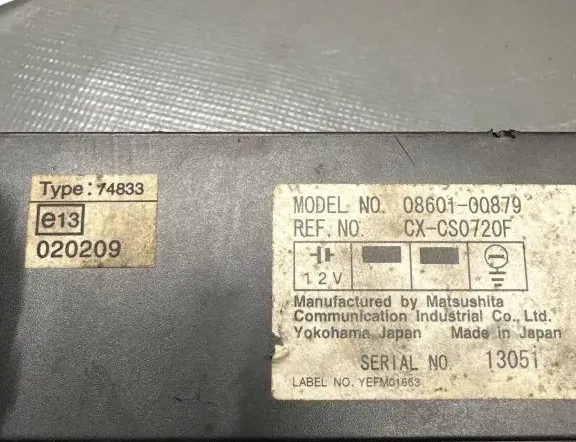 Type: 74833
e13
020209
MODEL NO. 08601-00879
REF. NO. CX-CS0720F
12V
Manufactured by Matsushita
Communication Industrial Co., Ltd.
Yokohama Japan Made in Japan
SERIAL NO. 13051
LABEL NO. YEFM01653